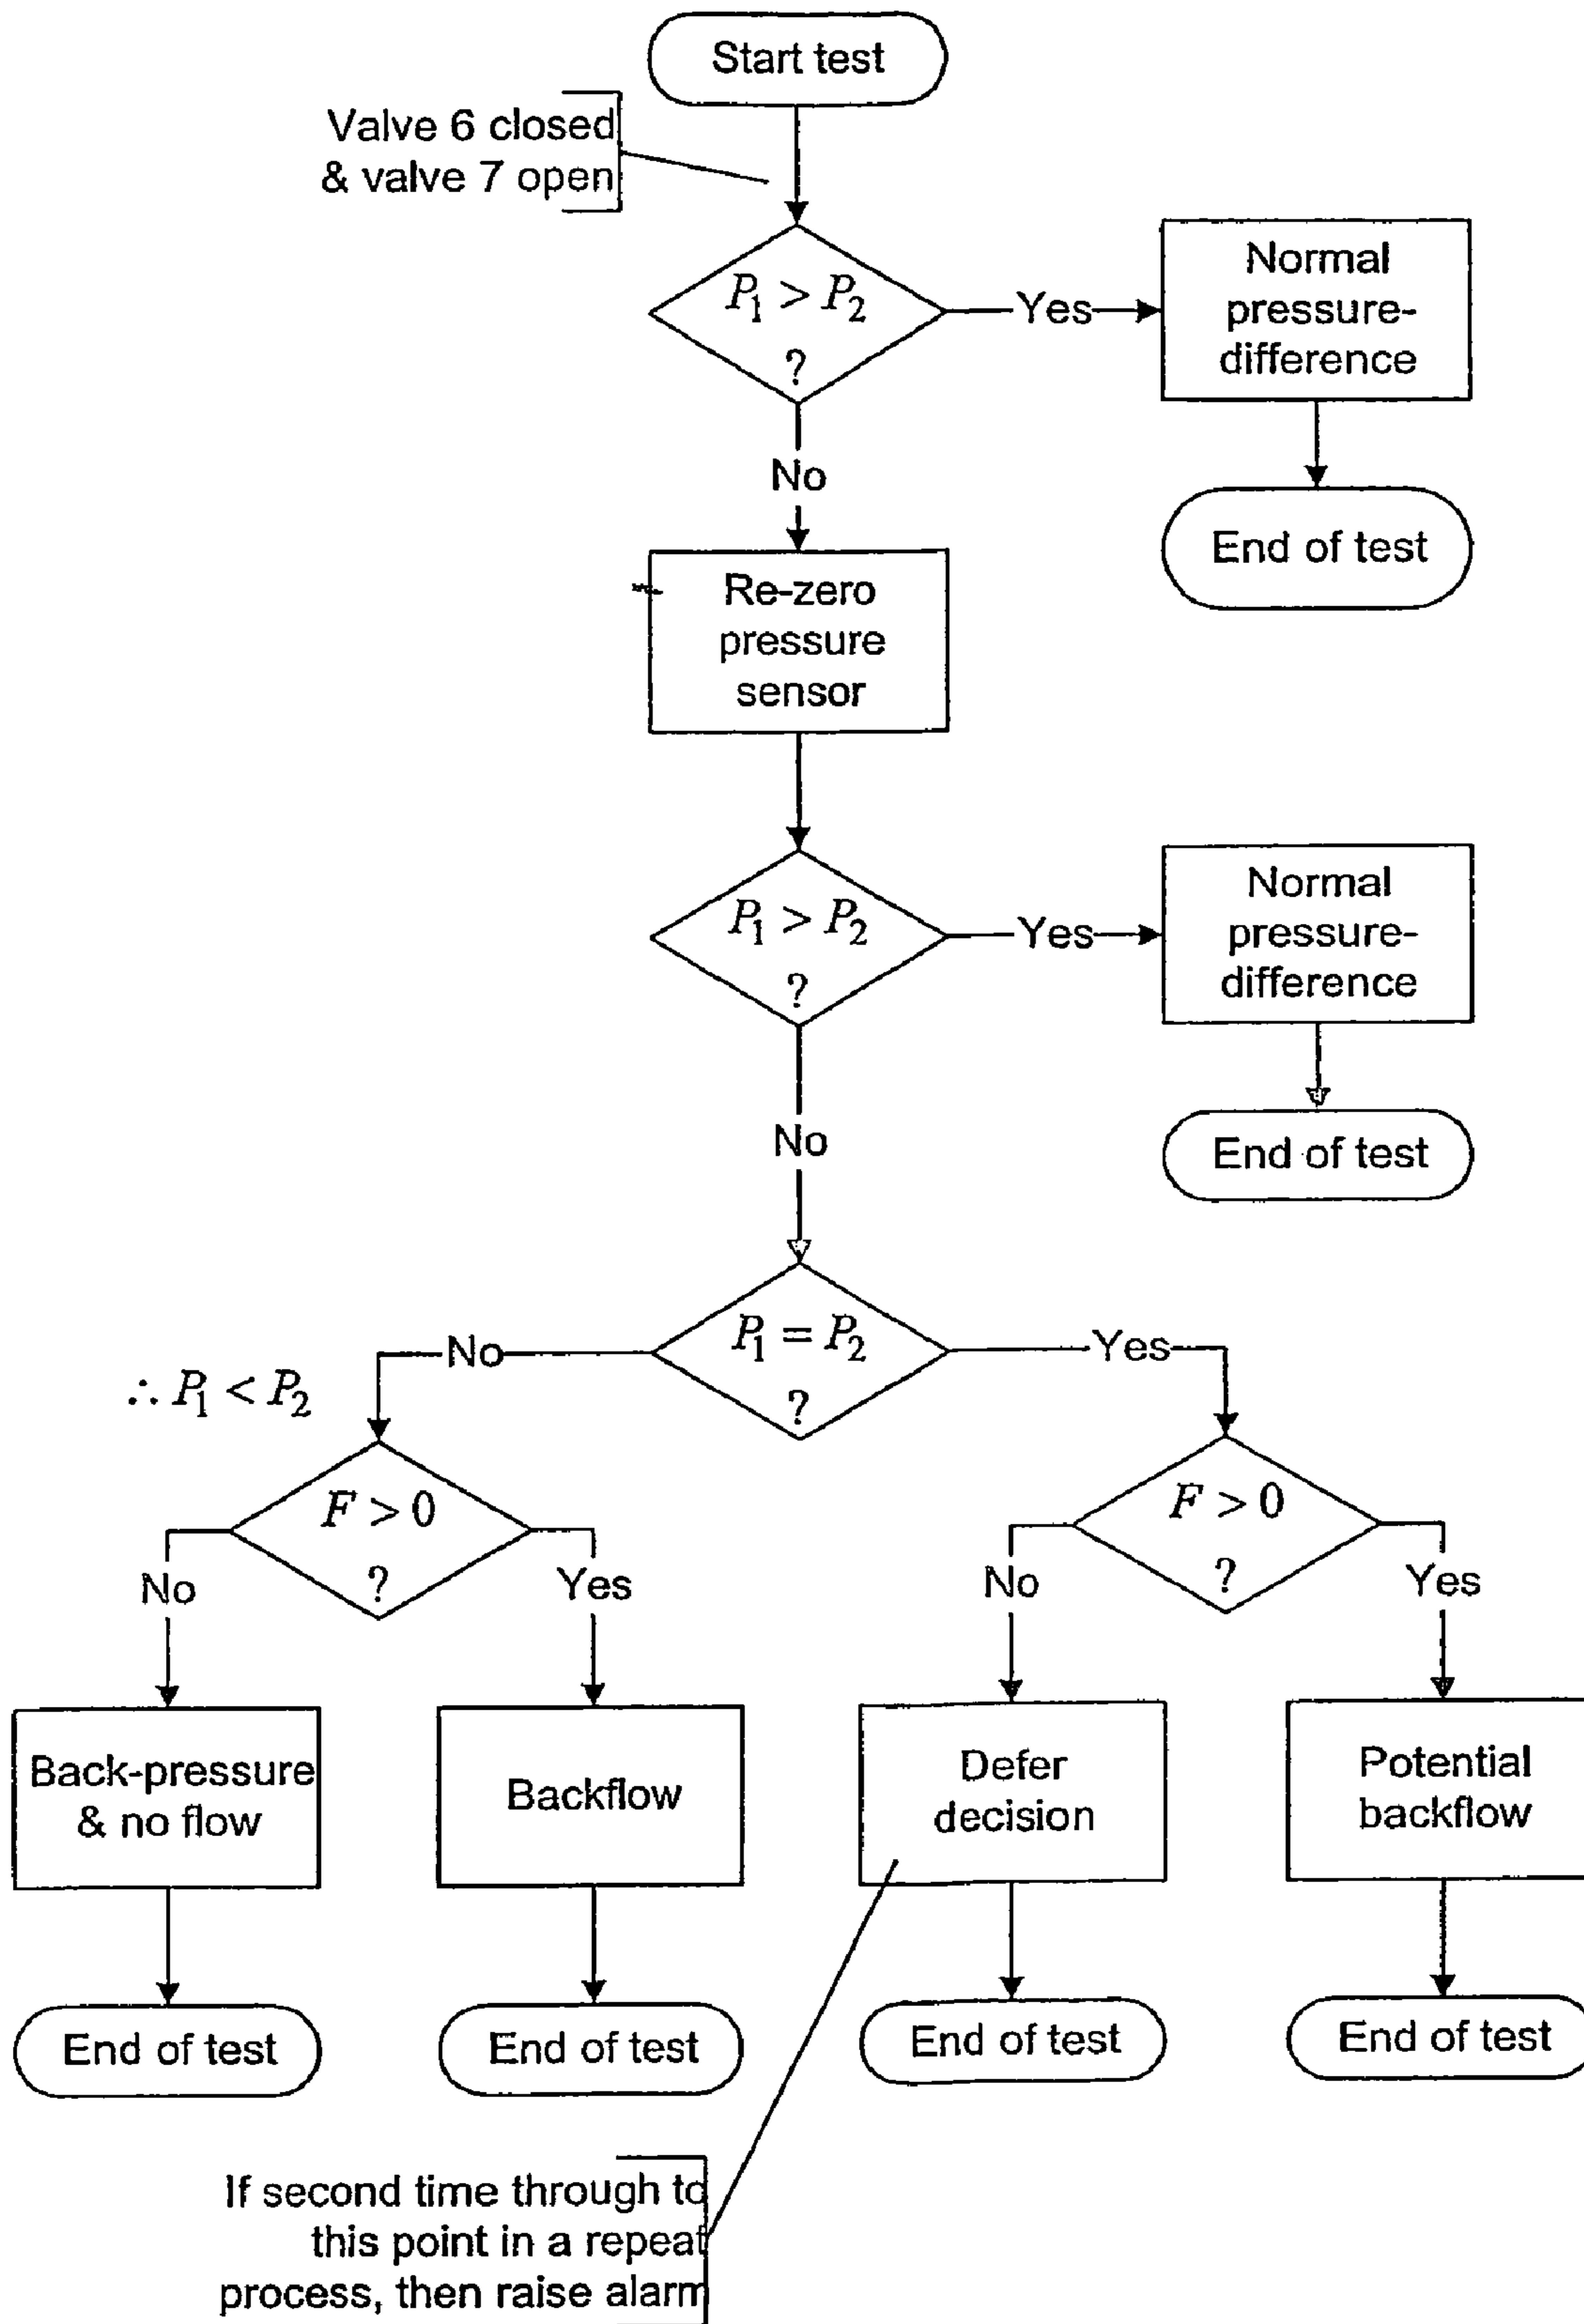 Start test
Valve 6 closed
& valve 7 open
P₁ > P₂
?
Yes
Normal
pressure-
difference
No
End of test
Re-zero
pressure
sensor
P₁ > P₂
?
Yes
Normal
pressure-
difference
No
End of test
P₁ = P₂
?
No
Yes
∴ P₁ < P₂
F > 0
?
No
Yes
F > 0
?
No
Yes
Back-pressure
& no flow
Backflow
Defer
decision
Potential
backflow
End of test
End of test
End of test
End of test
If second time through to
this point in a repeat
process, then raise alarm